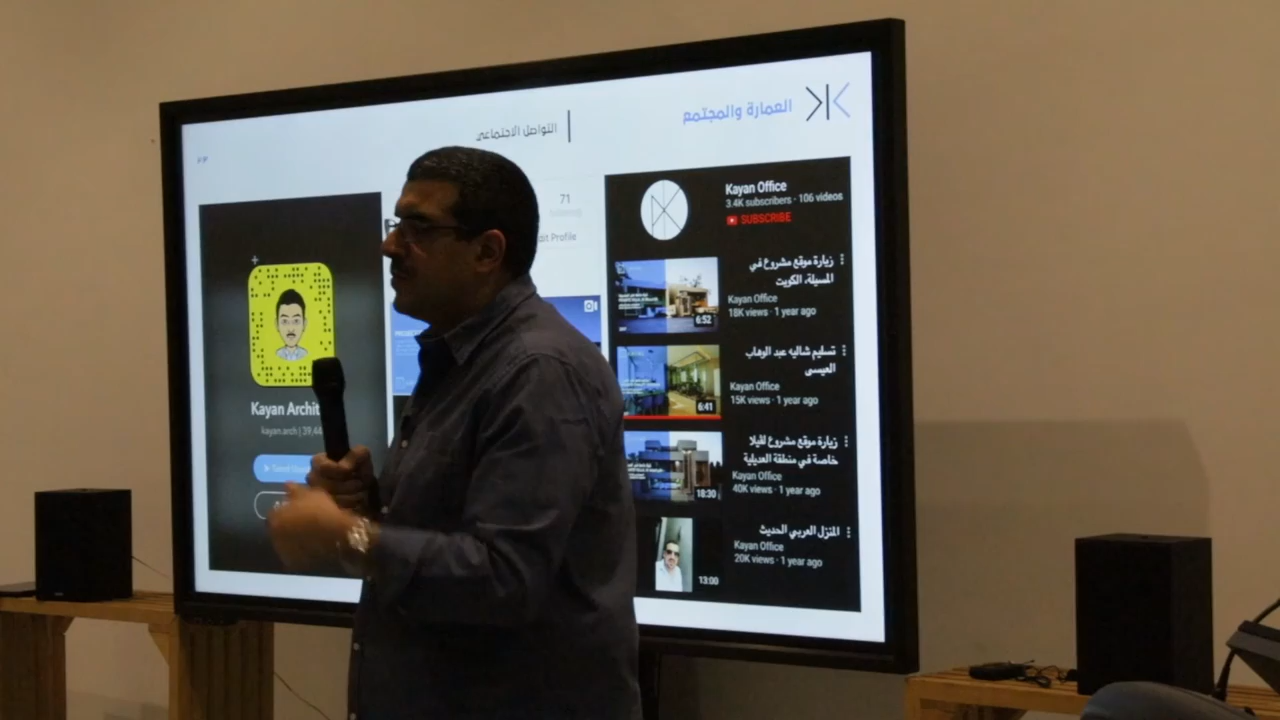 العمارة والمجتمع
التواصل الاجتماعي
71
Edit Profile
Kayan Archit
kayan.arch | 39,44
Kayan Office
3.4K subscribers · 106 videos
SUBSCRIBE
زيارة موقع مشروع في
المسيلة، الكويت
Kayan Office
18K views · 1 year ago
6:52
تسليم شاليه عبد الوهاب
العيسى
Kayan Office
15K views · 1 year ago
6:41
زيارة موقع مشروع لفيلا
خاصة في منطقة العديلية
Kayan Office
40K views · 1 year ago
18:30
المنزل العربي الحديث
Kayan Office
20K views · 1 year ago
13:00